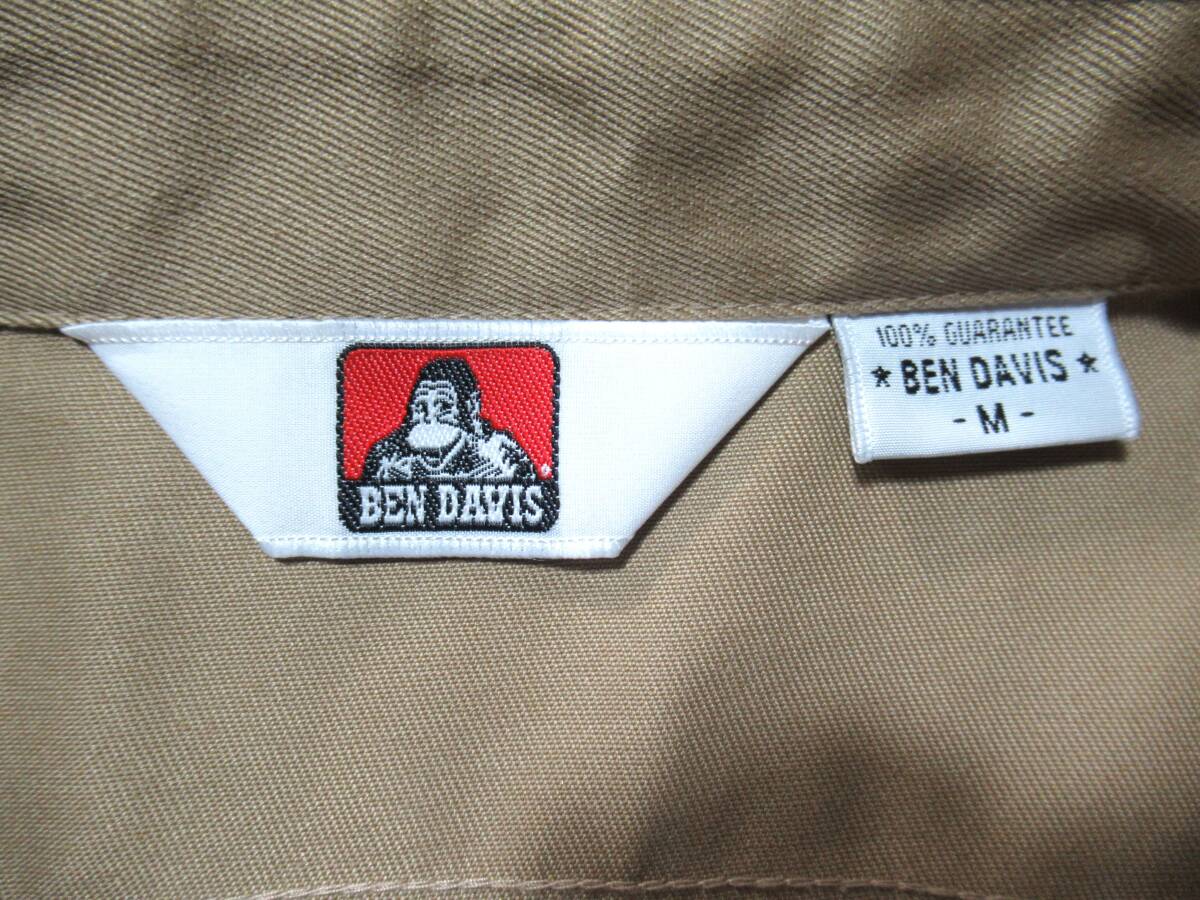 BEN DAVIS
®
100% GUARANTEE
★ BEN DAVIS ★
- M -